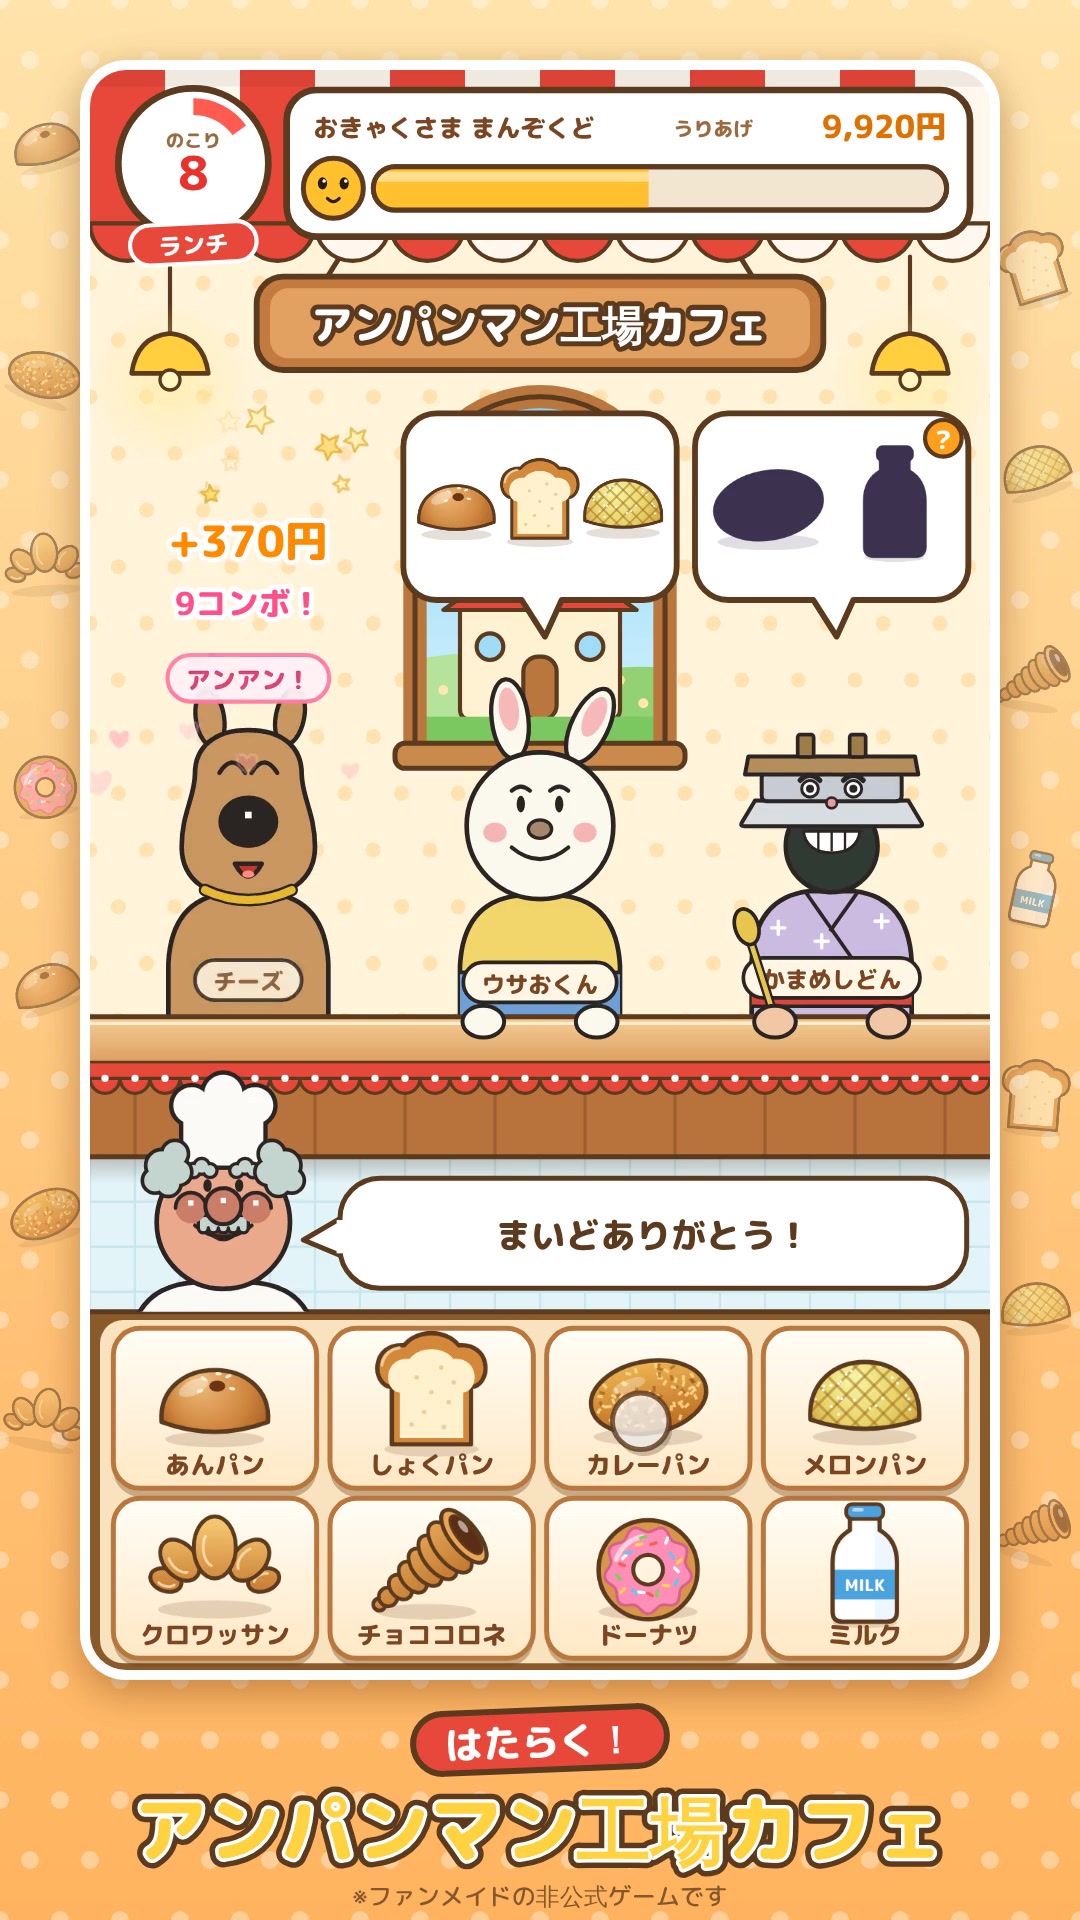 のこり
8
ランチ
おきゃくさま まんぞくど
うりあげ
9,920円
アンパンマン工場カフェ
?
+370円
9コンボ！
アンアン！
チーズ
ウサおくん
かまめしどん
まいどありがとう！
あんパン
しょくパン
カレーパン
メロンパン
クロワッサン
チョココロネ
ドーナツ
MILK
ミルク
MILK
はたらく！
アンパンマン工場カフェ
※ファンメイドの非公式ゲームです